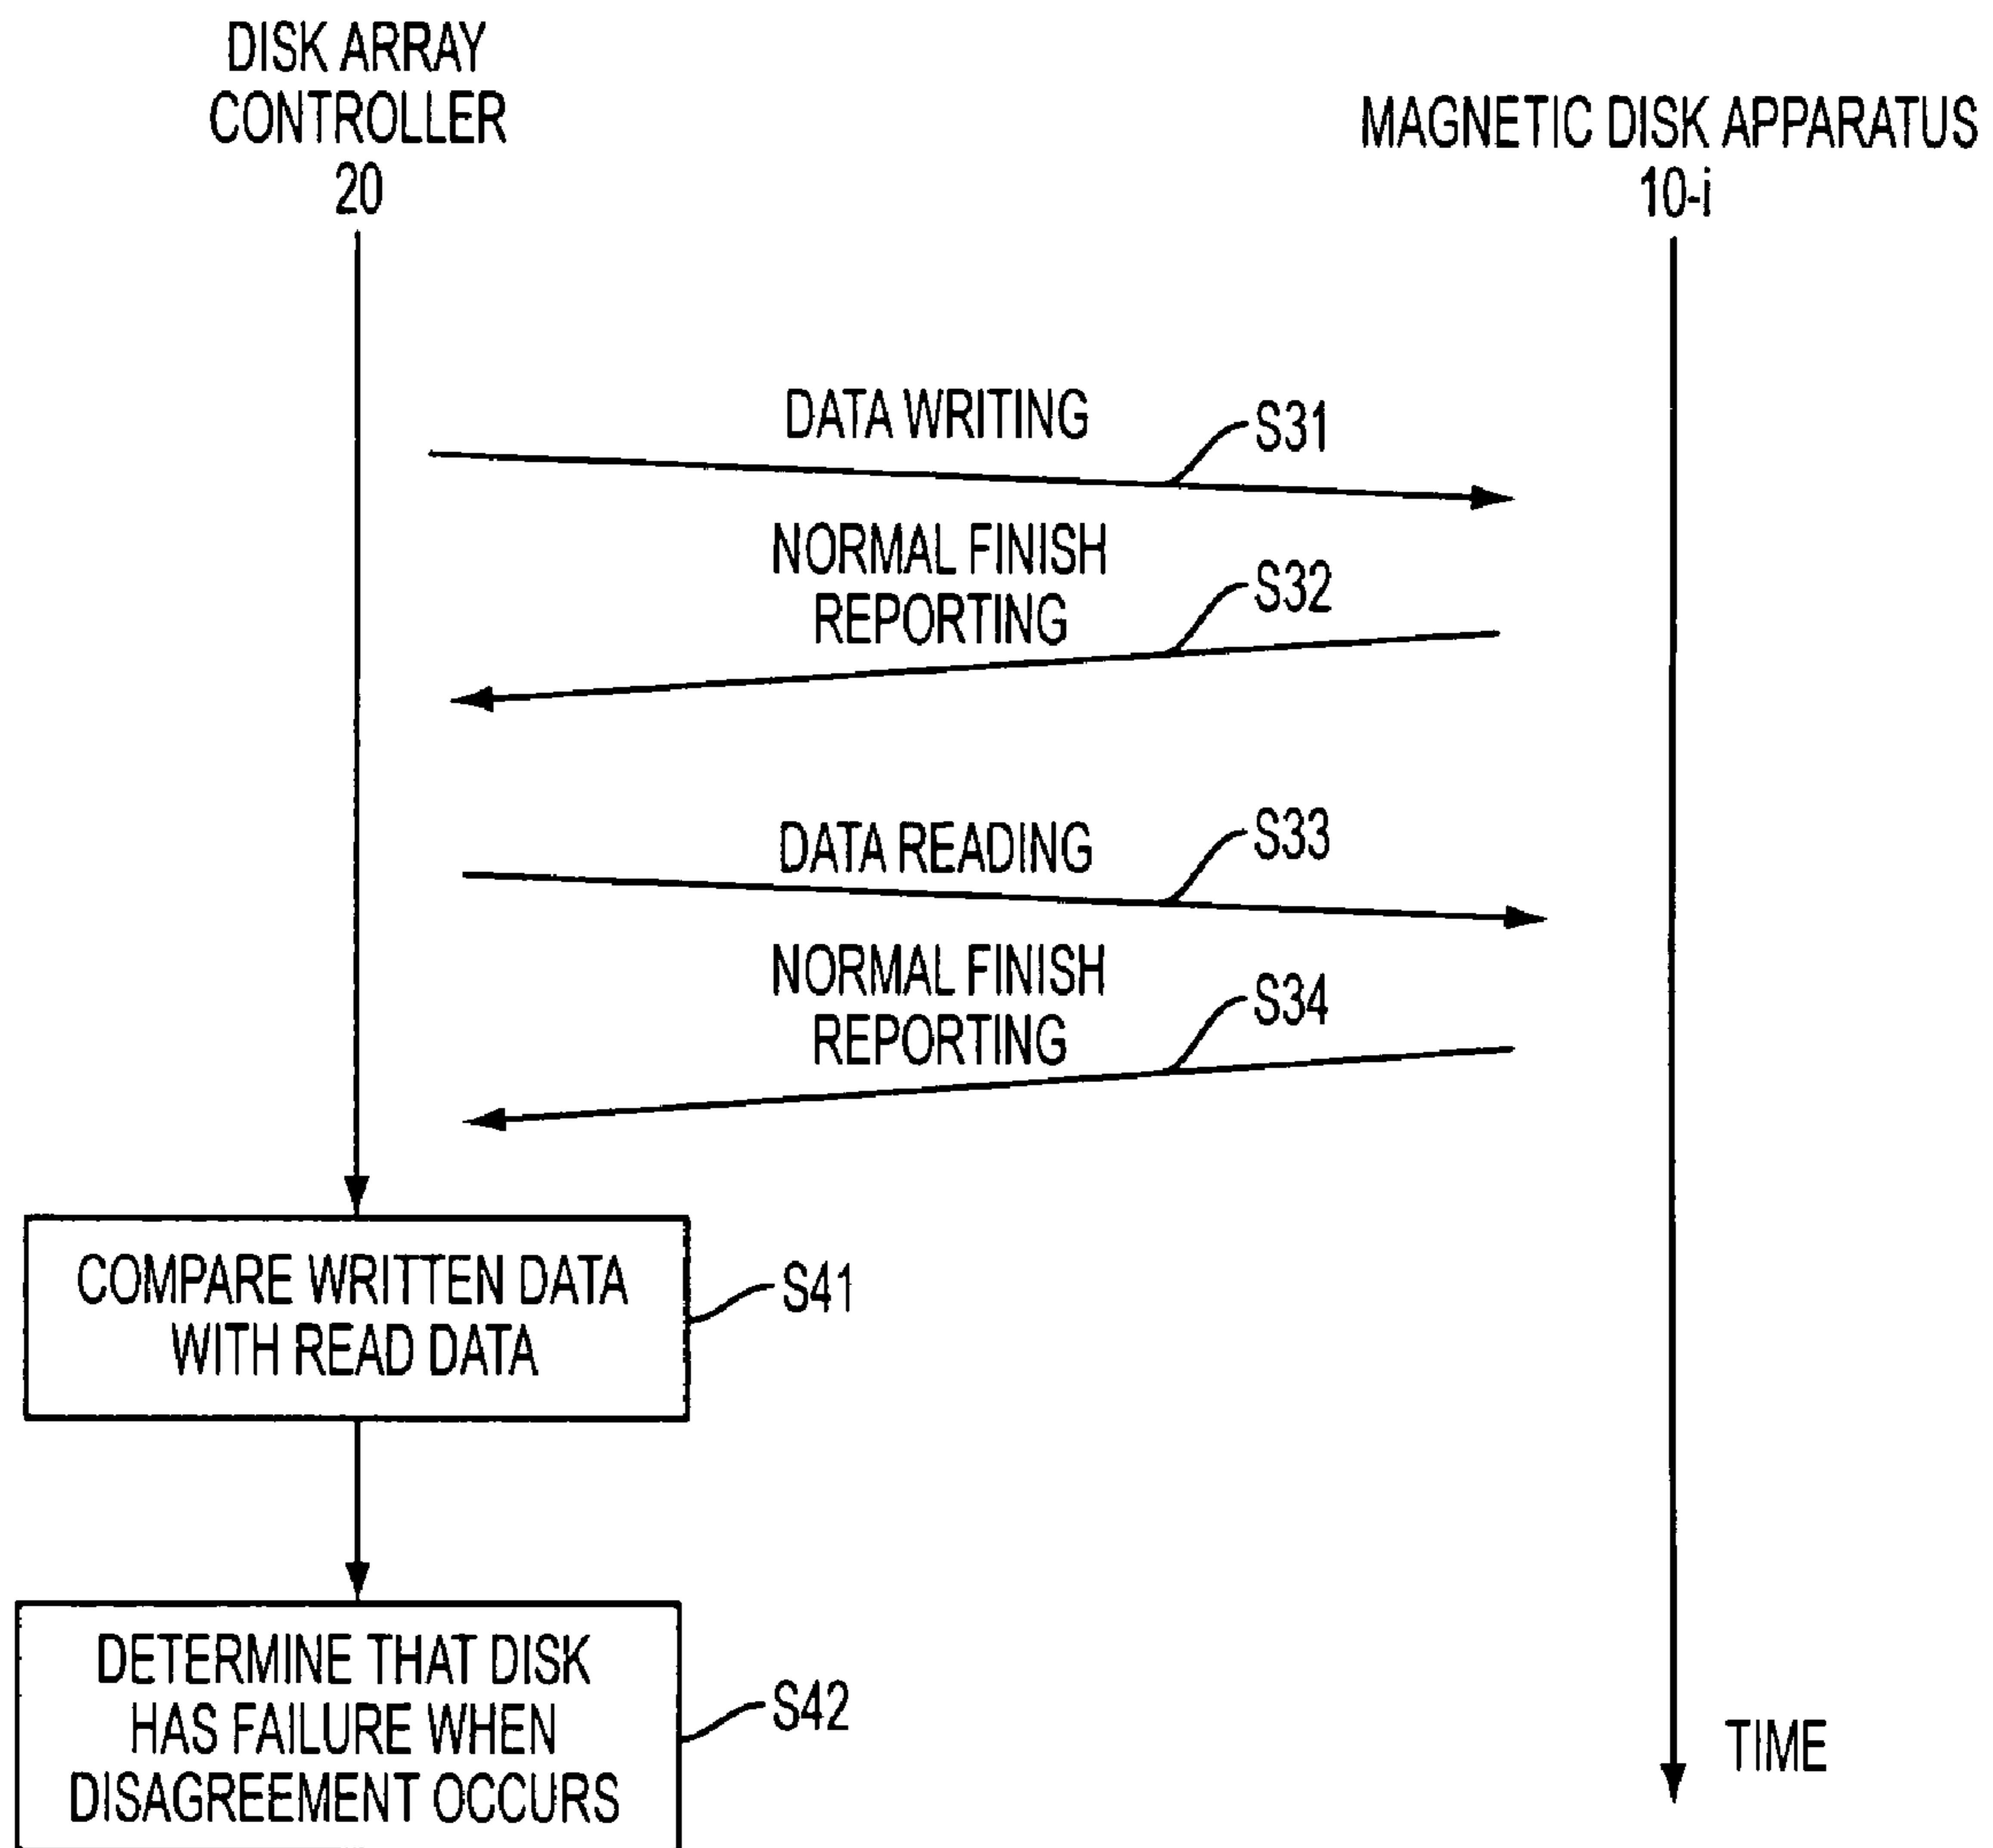 DISK ARRAY
CONTROLLER
20
MAGNETIC DISK APPARATUS
10-i
DATA WRITING
S31
NORMAL FINISH
REPORTING
S32
DATA READING
S33
NORMAL FINISH
REPORTING
S34
COMPARE WRITTEN DATA
WITH READ DATA
S41
DETERMINE THAT DISK
HAS FAILURE WHEN
DISAGREEMENT OCCURS
S42
TIME